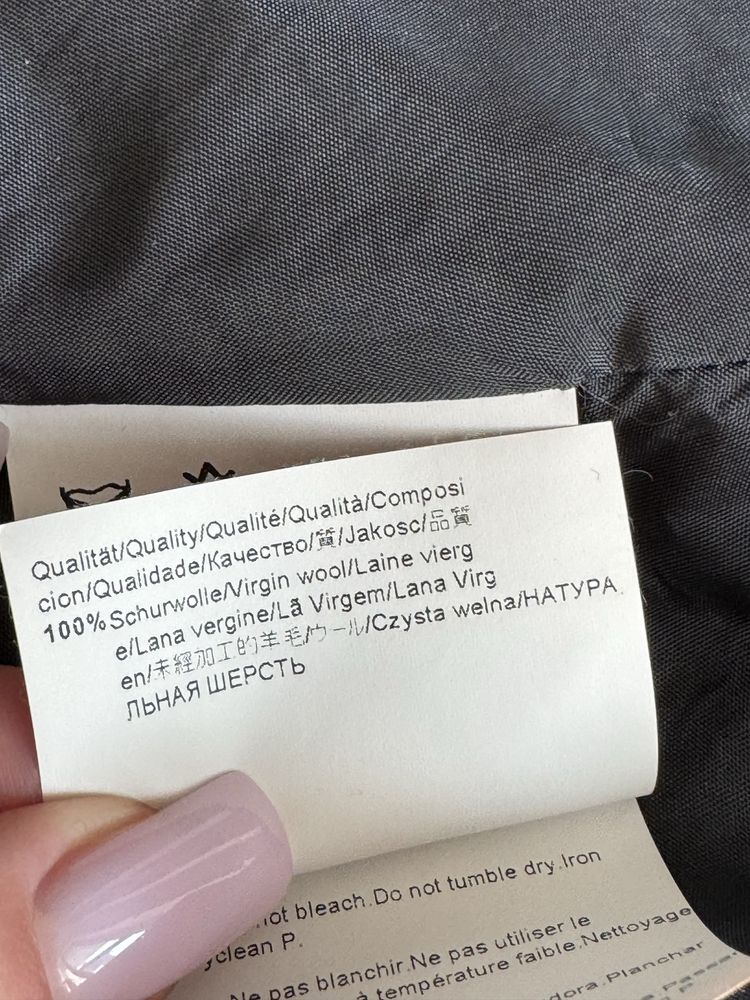 Qualität/Quality/Qualité/Qualità/Composi
cion/Qualidade/Качество/質/Jakosc/品質
100% Schurwolle/Virgin wool/Laine vierg
e/Lana vergine/Lã Virgem/Lana Virg
en/未經加工的羊毛/ウール/Czysta welna/НАТУРА
ЛЬНАЯ ШЕРСТЬ
not bleach.Do not tumble dry.Iron
P.
Ne pas blanchir.Ne pas utiliser le
à température faible.Nettoyage
Planchar